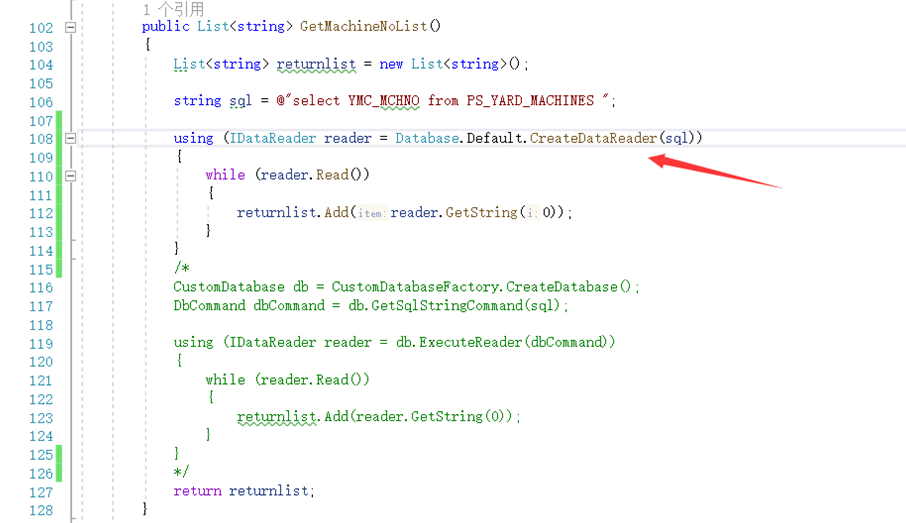 1 个引用
102 public List<string> GetMachineNoList()
103 {
104 List<string> returnlist = new List<string>();
105
106 string sql = @"select YMC_MCHNO from PS_YARD_MACHINES ";
107
108 using (IDataReader reader = Database.Default.CreateDataReader(sql))
109 {
110 while (reader.Read())
111 {
112 returnlist.Add(item:reader.GetString(i:0));
113 }
114 }
115 /*
116 CustomDatabase db = CustomDatabaseFactory.CreateDatabase();
117 DbCommand dbCommand = db.GetSqlStringCommand(sql);
118
119 using (IDataReader reader = db.ExecuteReader(dbCommand))
120 {
121 while (reader.Read())
122 {
123 returnlist.Add(reader.GetString(0));
124 }
125 }
126 */
127 return returnlist;
128 }